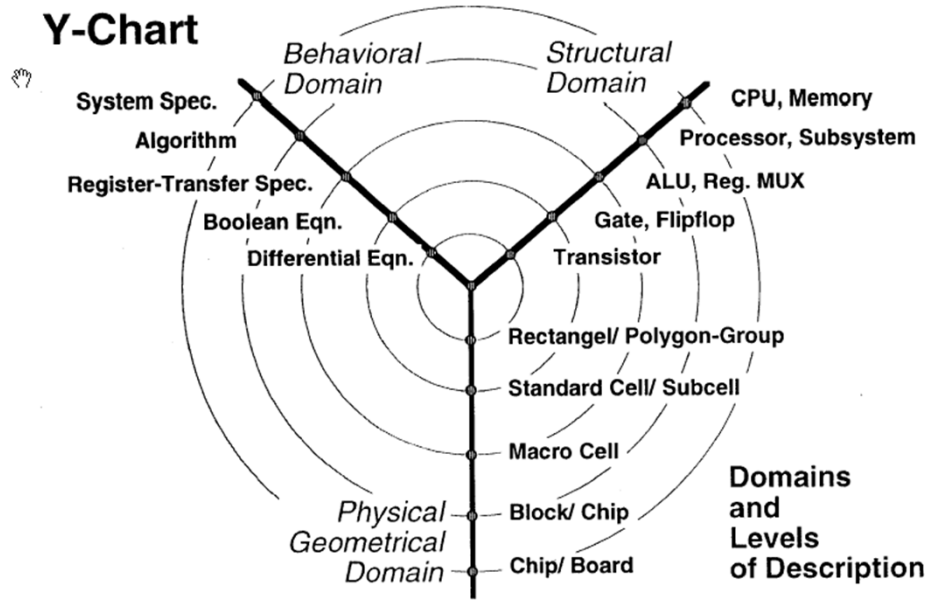 Y-Chart
Behavioral
Domain
Structural
Domain
System Spec.
Algorithm
Register-Transfer Spec.
Boolean Eqn.
Differential Eqn.
CPU, Memory
Processor, Subsystem
ALU, Reg. MUX
Gate, Flipflop
Transistor
Rectangel/ Polygon-Group
Standard Cell/ Subcell
Macro Cell
Block/ Chip
Chip/ Board
Physical
Geometrical
Domain
Domains
and
Levels
of Description